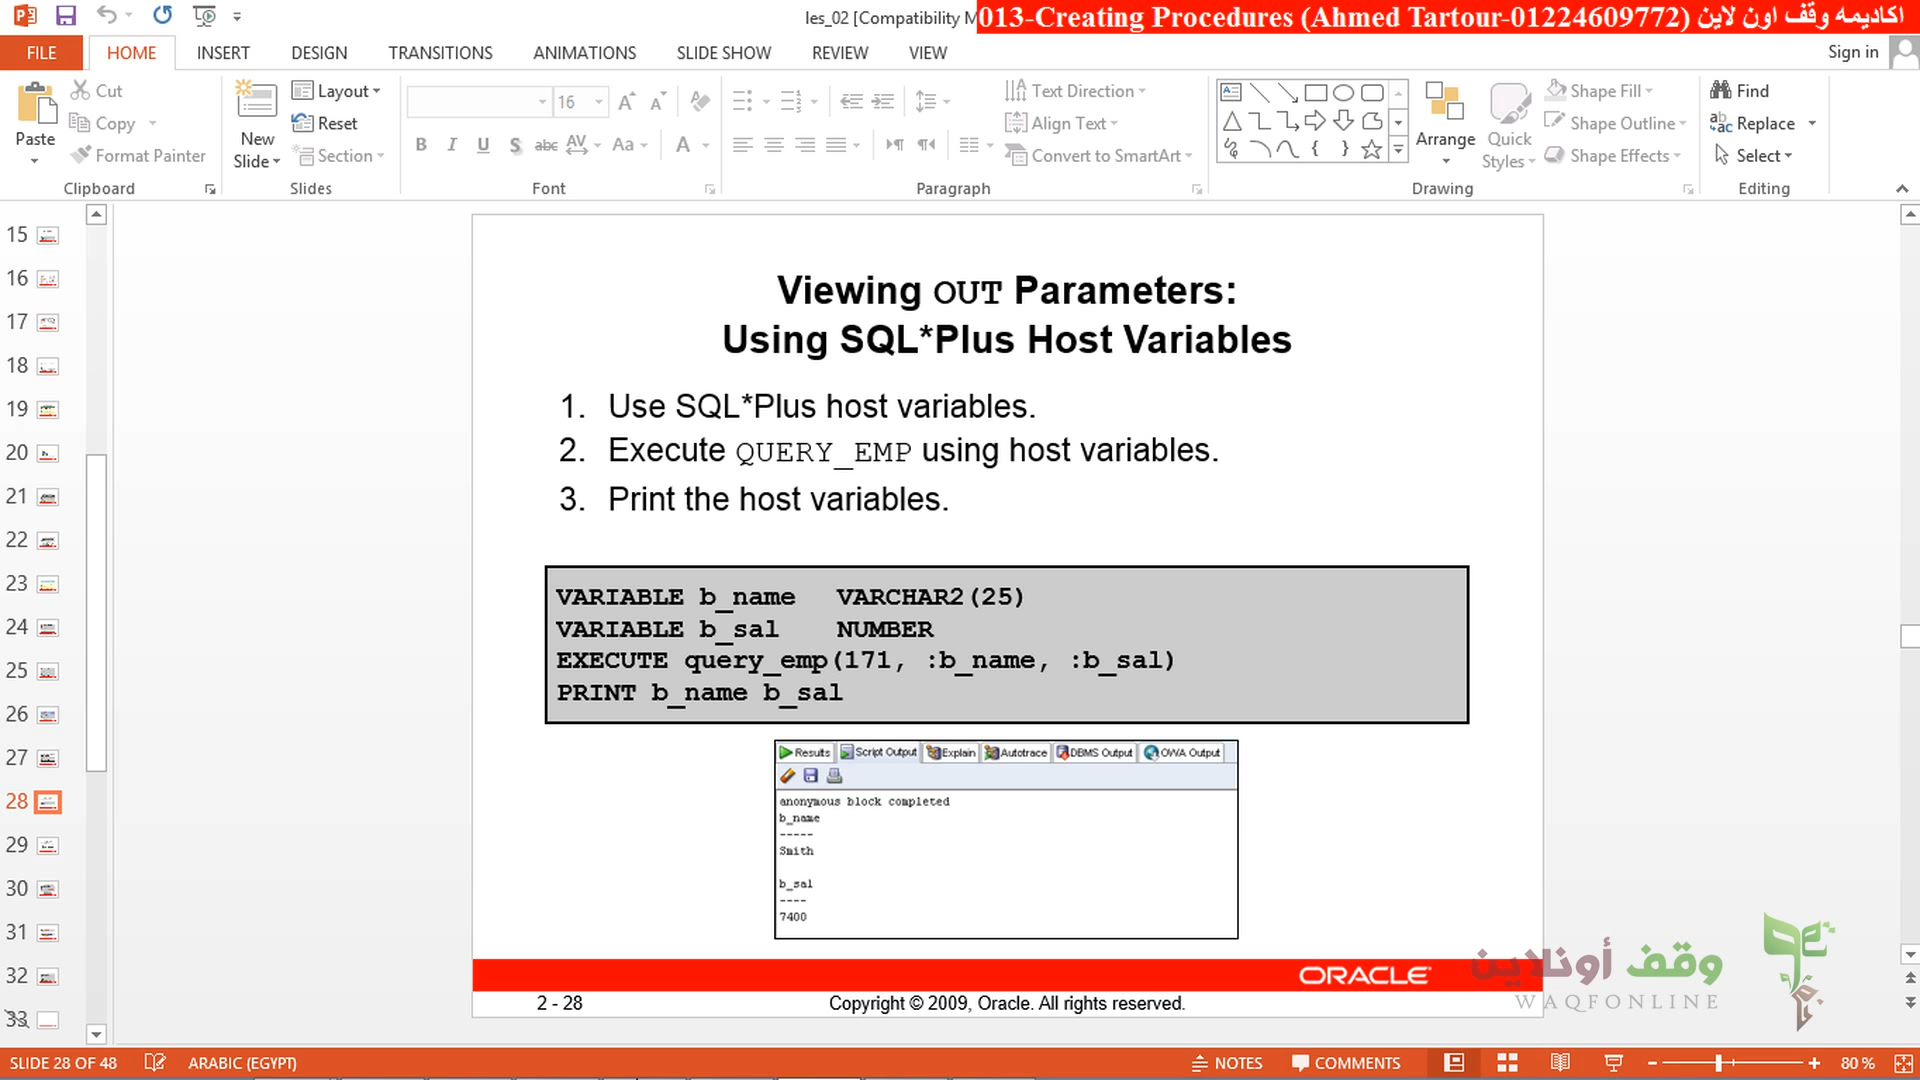 les_02 [Compatibility M
013-Creating Procedures (Ahmed Tartour-01224609772) اكاديمه وقف اون لاين
FILE HOME INSERT DESIGN TRANSITIONS ANIMATIONS SLIDE SHOW REVIEW VIEW Sign in
Paste Cut Copy Format Painter Clipboard
New Slide Layout Reset Section Slides
16 Font
B I U S abc AV Aa A
Text Direction Align Text Convert to SmartArt Paragraph
Arrange Quick Styles Shape Fill Shape Outline Shape Effects Drawing
Find Replace Select Editing
15
16
17
18
19
20
21
22
23
24
25
26
27
28
29
30
31
32
33
Viewing OUT Parameters:
Using SQL*Plus Host Variables
1. Use SQL*Plus host variables.
2. Execute QUERY_EMP using host variables.
3. Print the host variables.
VARIABLE b_name VARCHAR2(25)
VARIABLE b_sal NUMBER
EXECUTE query_emp(171, :b_name, :b_sal)
PRINT b_name b_sal
Results Script Output Explain Autotrace DBMS Output OWA Output
anonymous block completed
b_name
-----
Smith
b_sal
----
7400
ORACLE
2 - 28 Copyright © 2009, Oracle. All rights reserved.
وقف أونلاين
WAQFONLINE
SLIDE 28 OF 48 ARABIC (EGYPT) NOTES COMMENTS 80 %